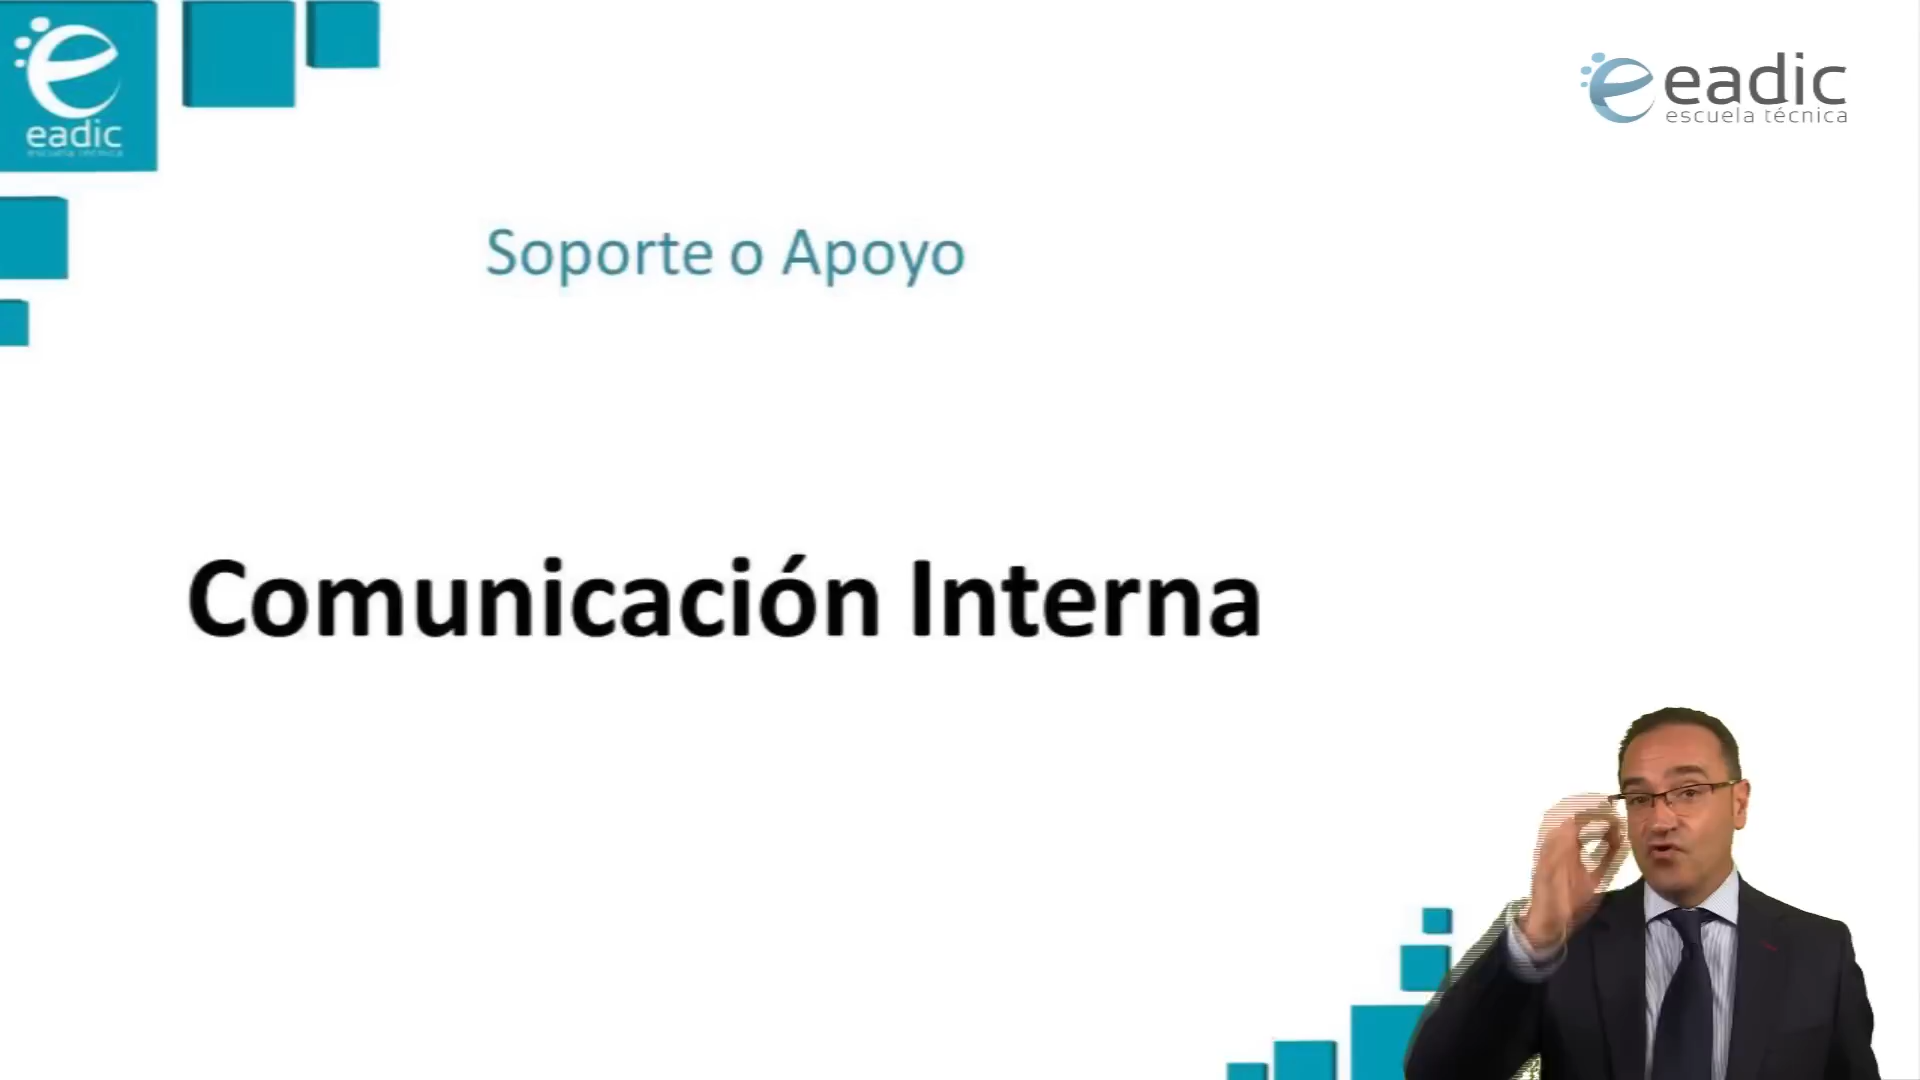 eadic
escuela técnica
eadic
escuela técnica
Soporte o Apoyo
Comunicación Interna